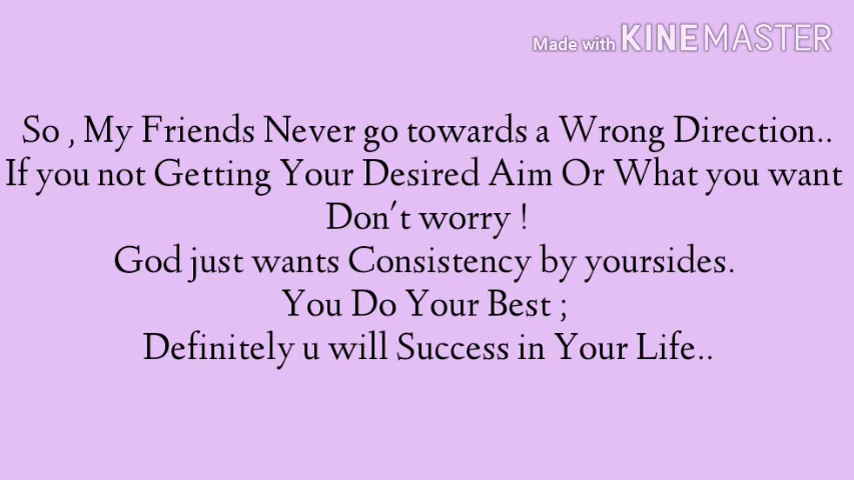 Made with KINEMASTER
So , My Friends Never go towards a Wrong Direction..
If you not Getting Your Desired Aim Or What you want
Don't worry !
God just wants Consistency by yoursides.
You Do Your Best ;
Definitely u will Success in Your Life..